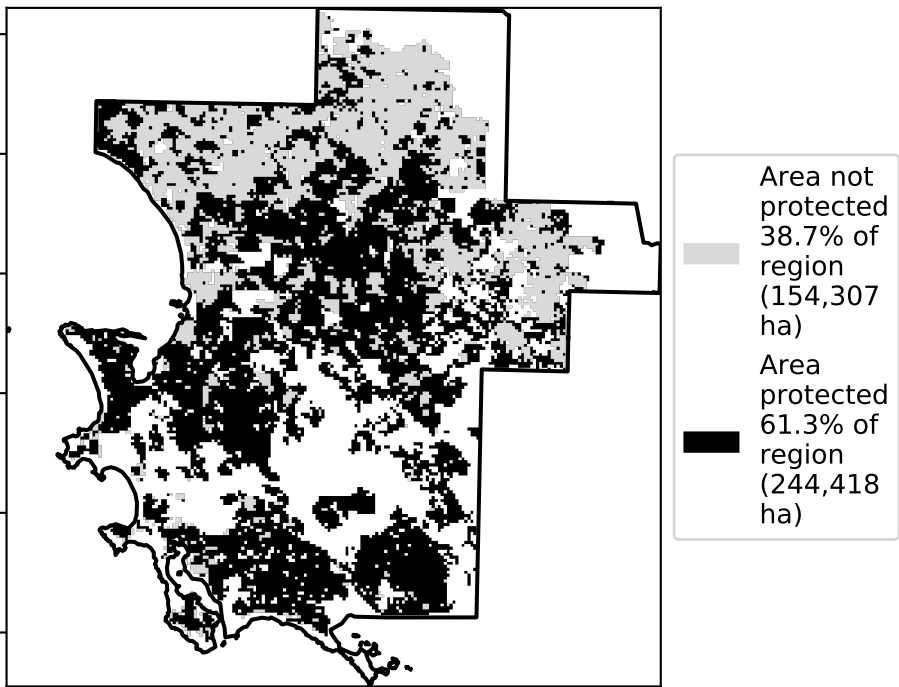 Area not
protected
38.7% of
region
(154,307
ha)
Area
protected
61.3% of
region
(244,418
ha)